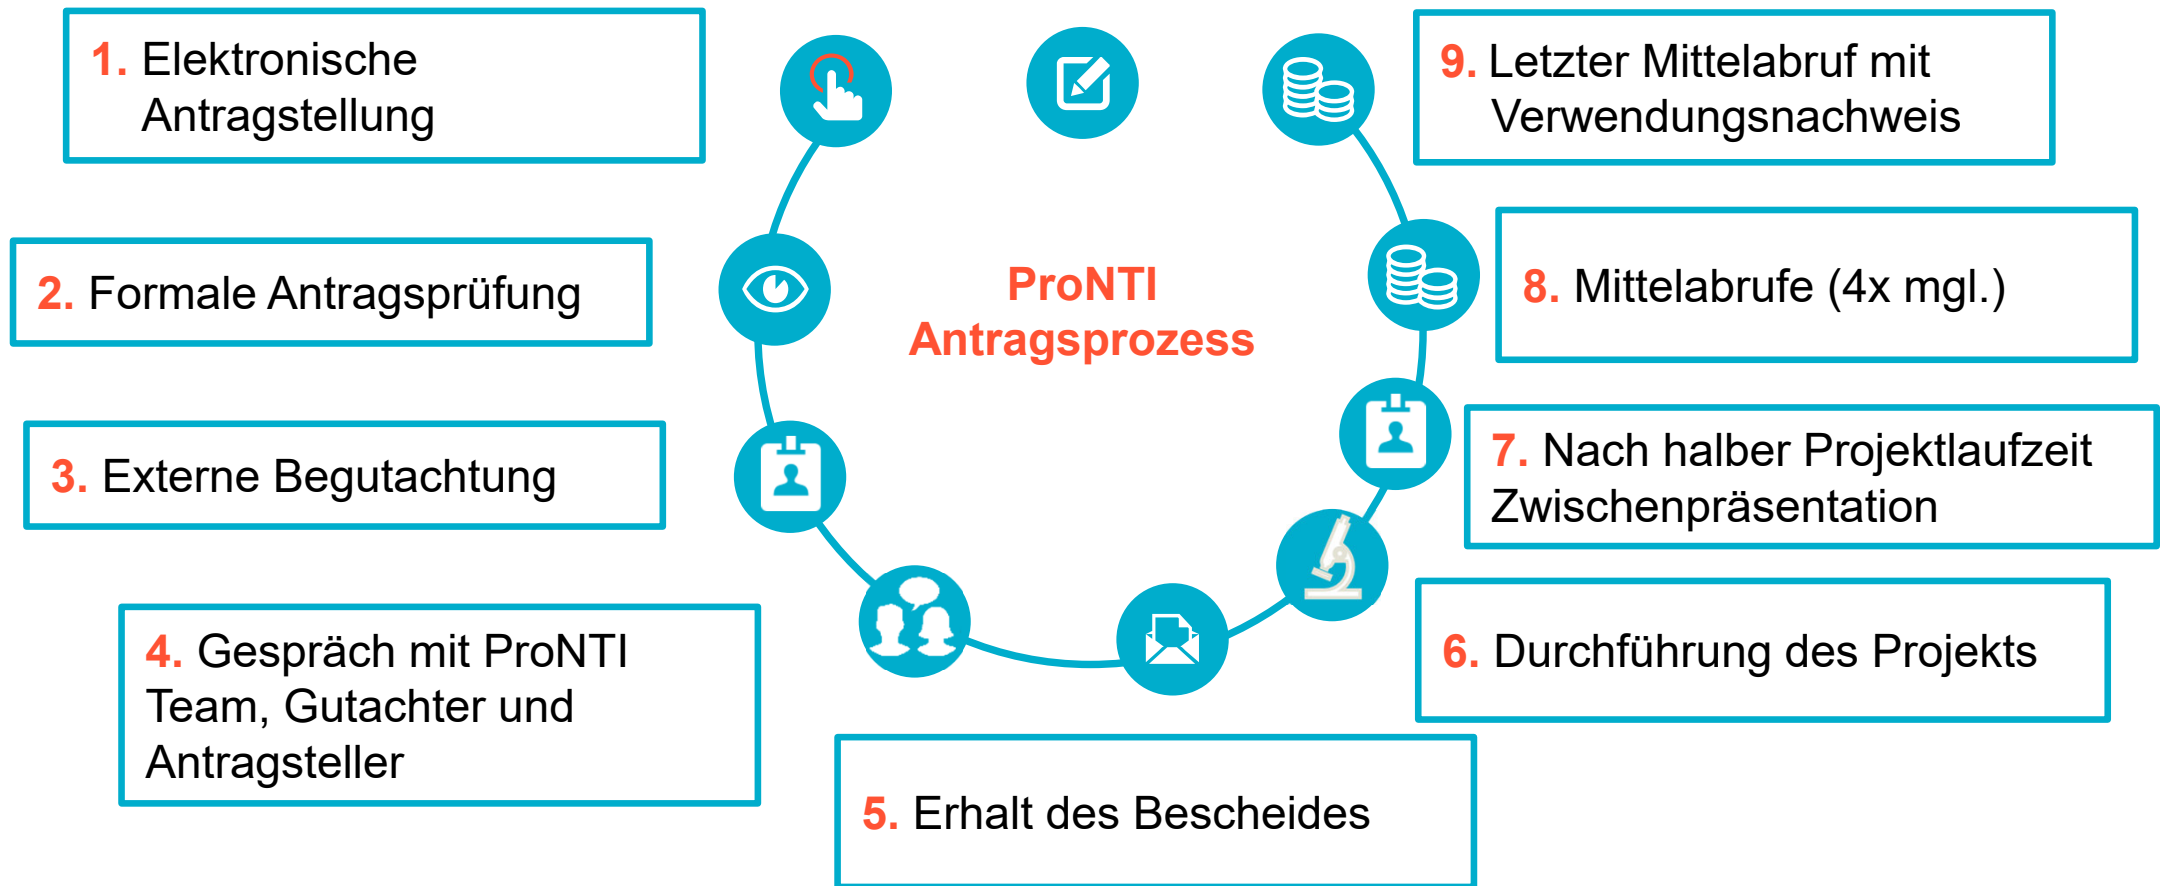 1. Elektronische
Antragstellung
2. Formale Antragsprüfung
3. Externe Begutachtung
4. Gespräch mit ProNTI
Team, Gutachter und
Antragsteller
5. Erhalt des Bescheides
6. Durchführung des Projekts
7. Nach halber Projektlaufzeit
Zwischenpräsentation
8. Mittelabrufe (4x mgl.)
9. Letzter Mittelabruf mit
Verwendungsnachweis
ProNTI
Antragsprozess